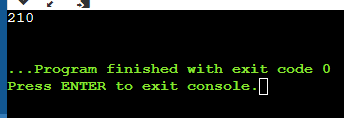 210
...Program finished with exit code 0
Press ENTER to exit console.